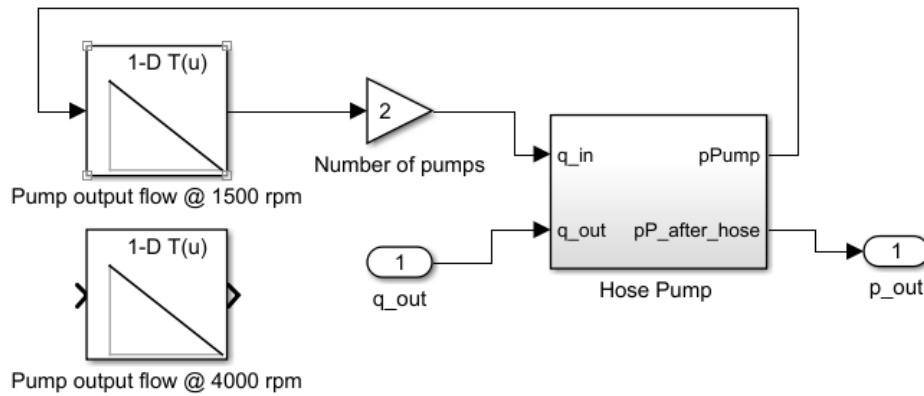 1-D T(u)
Pump output flow @ 1500 rpm
2
Number of pumps
q_in
pPump
q_out
pP_after_hose
Hose Pump
1
q_out
1
p_out
1-D T(u)
Pump output flow @ 4000 rpm